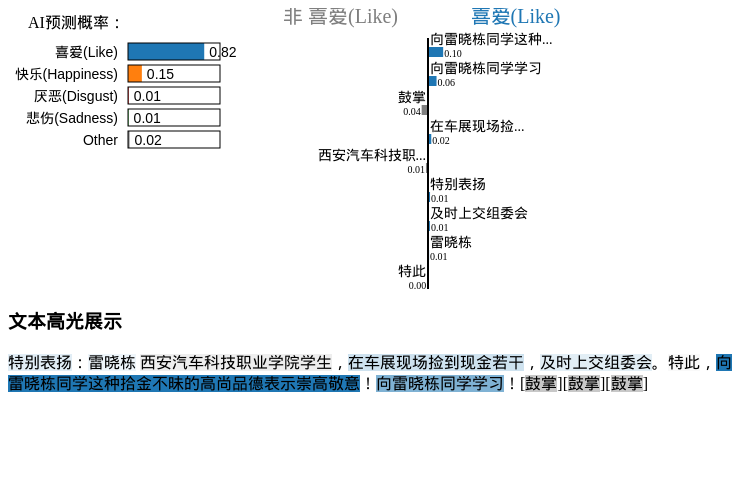 AI预测概率：
喜爱(Like) 0.82
快乐(Happiness) 0.15
厌恶(Disgust) 0.01
悲伤(Sadness) 0.01
Other 0.02
非 喜爱(Like) 喜爱(Like)
向雷晓栋同学这种...
0.10
向雷晓栋同学学习
0.06
鼓掌
0.04
在车展现场捡...
0.02
西安汽车科技职...
0.01
特别表扬
0.01
及时上交组委会
0.01
雷晓栋
0.01
特此
0.00
文本高光展示
特别表扬：雷晓栋 西安汽车科技职业学院学生，在车展现场捡到现金若干，及时上交组委会。特此，向
雷晓栋同学这种拾金不昧的高尚品德表示崇高敬意！向雷晓栋同学学习！[鼓掌][鼓掌][鼓掌]